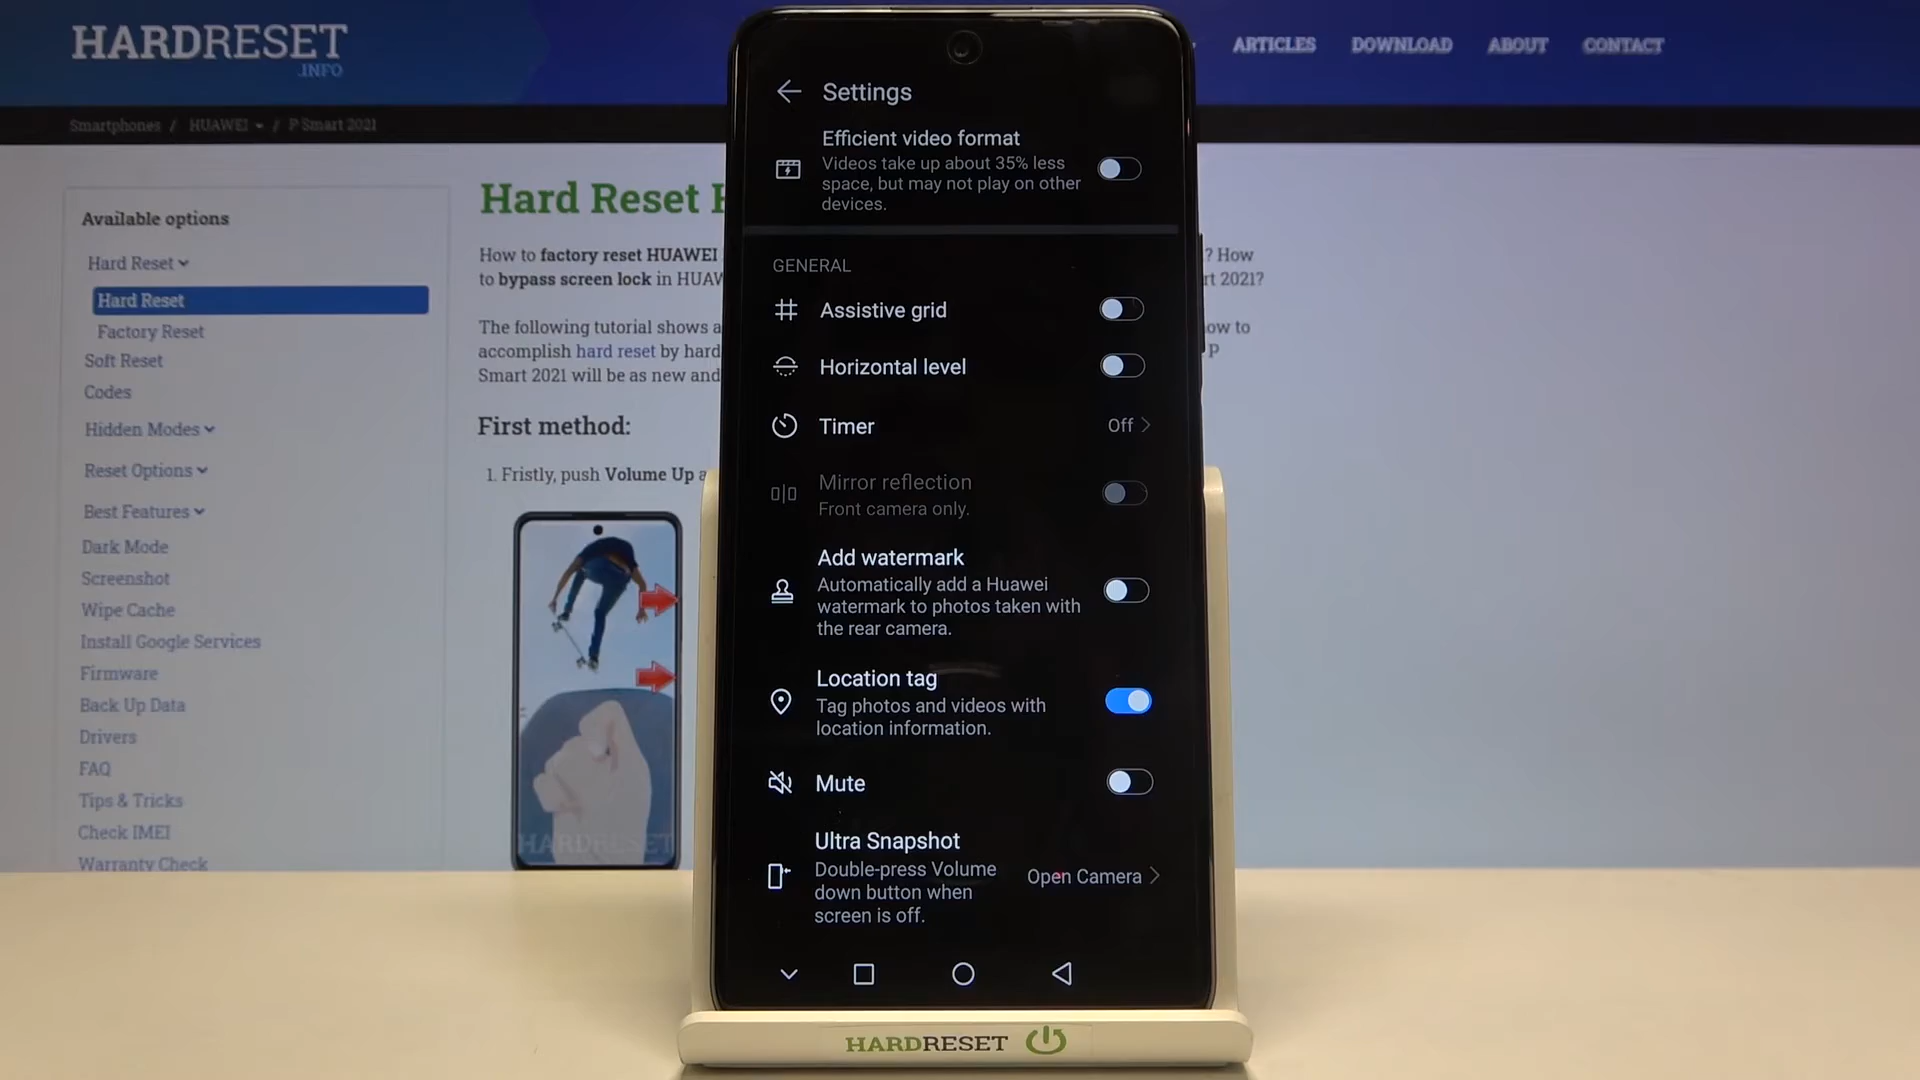 HARDRESET
.INFO
ARTICLES DOWNLOAD ABOUT CONTACT
Smartphones / HUAWEI / P Smart 2021
Available options
Hard Reset
Hard Reset
Factory Reset
Soft Reset
Codes
Hidden Modes
Reset Options
Best Features
Dark Mode
Screenshot
Wipe Cache
Install Google Services
Firmware
Back Up Data
Drivers
FAQ
Tips & Tricks
Check IMEI
Warranty Check
Hard Reset
How to factory reset HUAWEI ? How
to bypass screen lock in HUAW rt 2021?
The following tutorial shows a how to
accomplish hard reset by hard p
Smart 2021 will be as new and
First method:
1. Fristly, push Volume Up a
HARDRESET
Settings
Efficient video format
Videos take up about 35% less
space, but may not play on other
devices.
GENERAL
Assistive grid
Horizontal level
Timer Off
Mirror reflection
Front camera only.
Add watermark
Automatically add a Huawei
watermark to photos taken with
the rear camera.
Location tag
Tag photos and videos with
location information.
Mute
Ultra Snapshot
Double-press Volume
down button when
screen is off.
Open Camera
HARDRESET